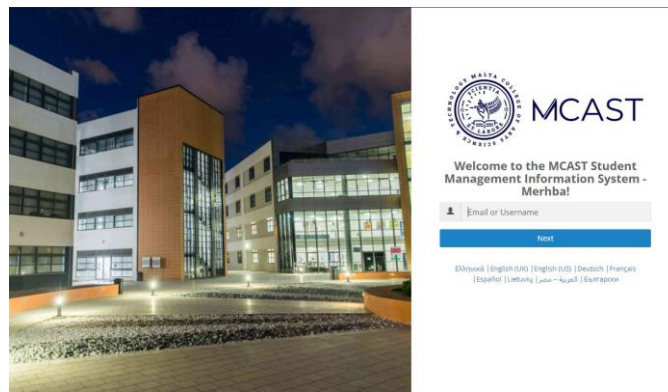 MALTA COLLEGE OF ARTS SCIENCE & TECHNOLOGY
SCIENTIA
ET LABORE
MCAST
Welcome to the MCAST Student
Management Information System -
Merhba!
Email or Username
Next
Ελληνικά | English (UK) | English (US) | Deutsch | Français
| Español | Lietuvių | العربية – مصر | Български